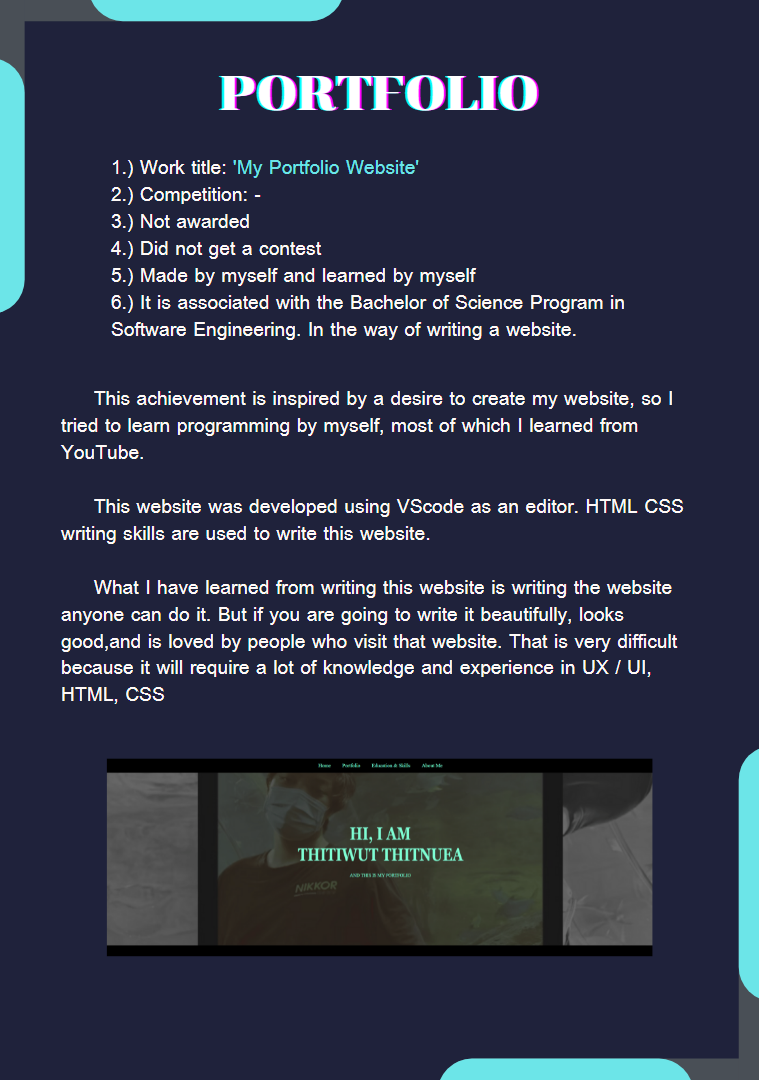 PORTFOLIO
1.) Work title: 'My Portfolio Website'
2.) Competition: -
3.) Not awarded
4.) Did not get a contest
5.) Made by myself and learned by myself
6.) It is associated with the Bachelor of Science Program in
Software Engineering. In the way of writing a website.
This achievement is inspired by a desire to create my website, so I
tried to learn programming by myself, most of which I learned from
YouTube.
This website was developed using VScode as an editor. HTML CSS
writing skills are used to write this website.
What I have learned from writing this website is writing the website
anyone can do it. But if you are going to write it beautifully, looks
good,and is loved by people who visit that website. That is very difficult
because it will require a lot of knowledge and experience in UX / UI,
HTML, CSS
Home Portfolio Education & Skills About Me
HI, I AM
THITIWUT THITNUEA
AND THIS IS MY PORTFOLIO
NIKKOR